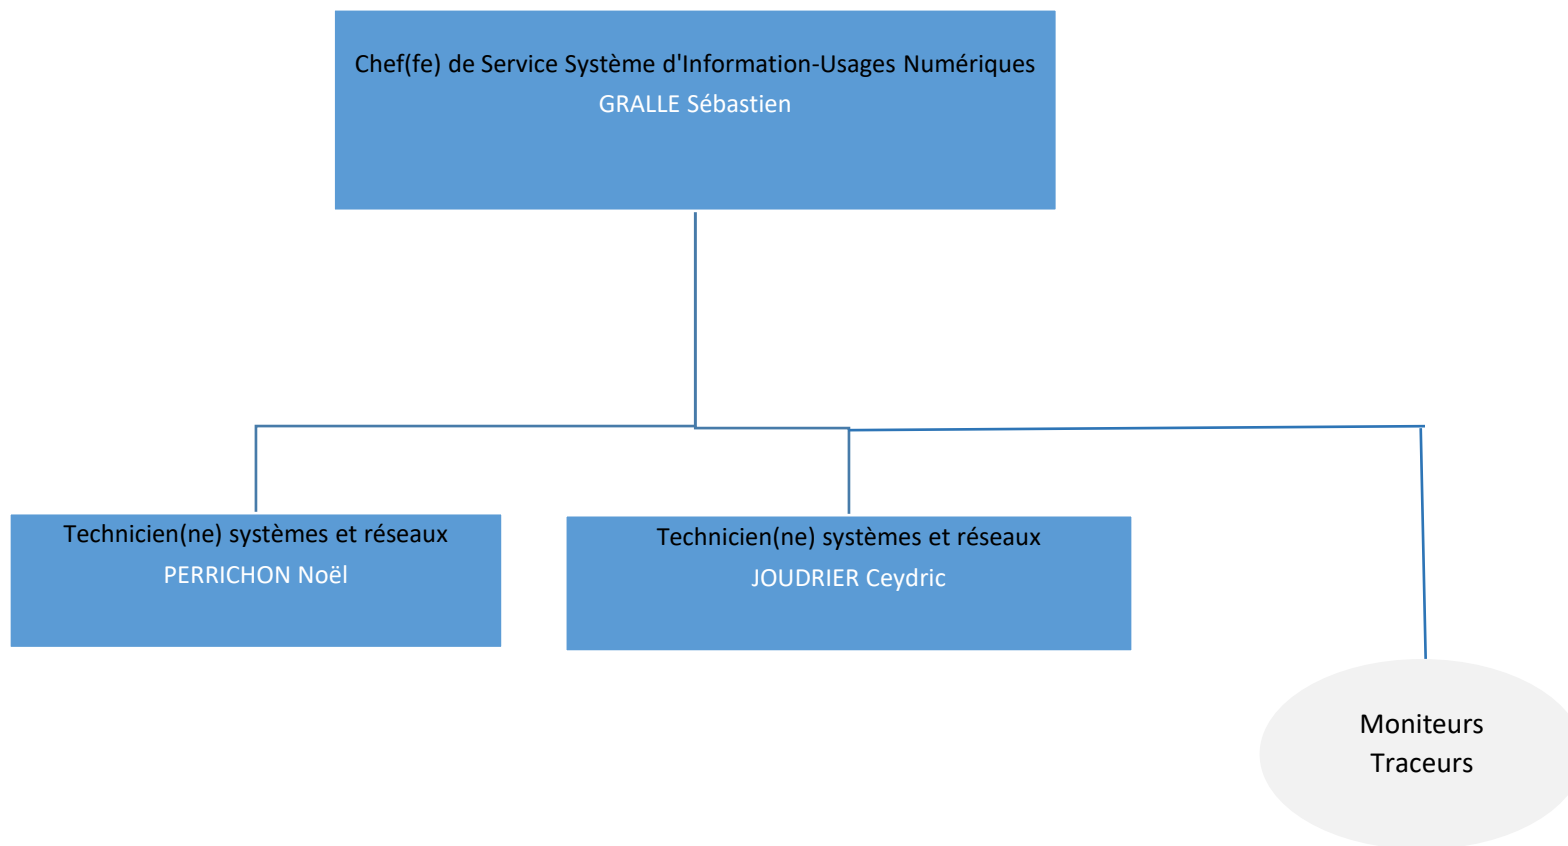 Chef(fe) de Service Système d'Information-Usages Numériques
GRALLE Sébastien
Technicien(ne) systèmes et réseaux
PERRICHON Noël
Technicien(ne) systèmes et réseaux
JOUDRIER Ceydric
Moniteurs
Traceurs